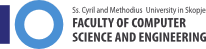 Ss. Cyril and Methodius University in Skopje
FACULTY OF COMPUTER
SCIENCE AND ENGINEERING